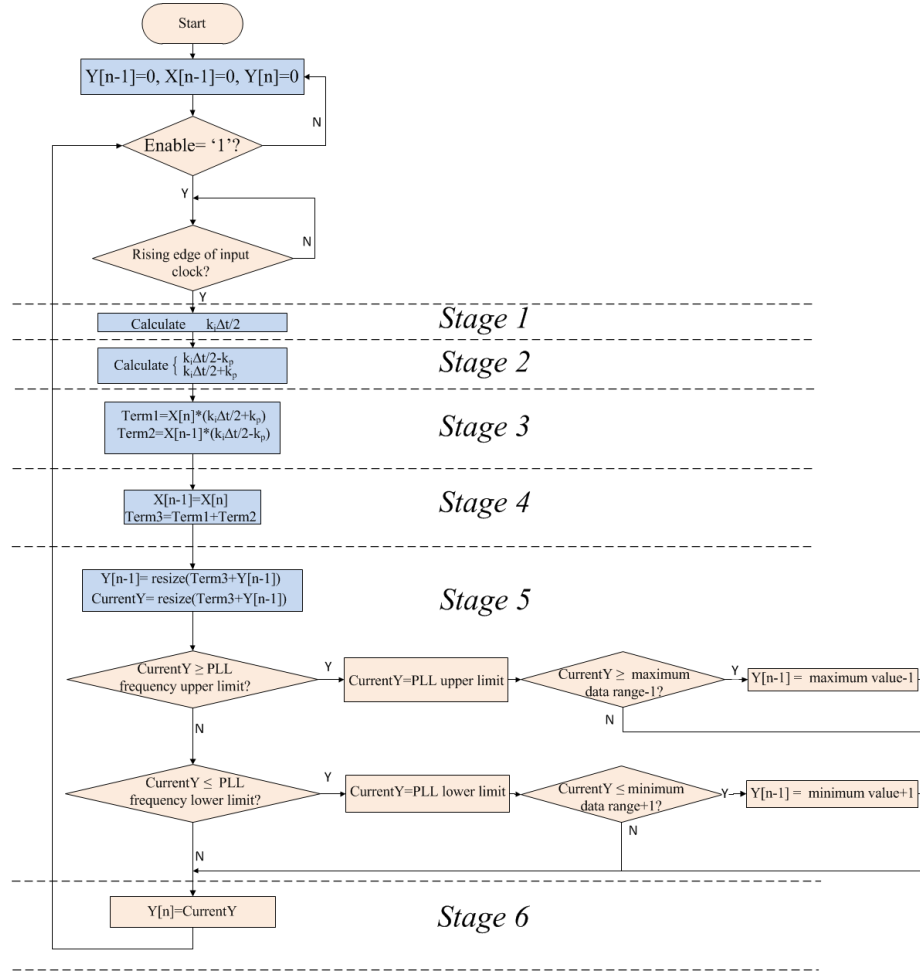 Start
Y[n-1]=0, X[n-1]=0, Y[n]=0
N
Enable= ‘1’?
Y
N
Rising edge of input
clock?
Y
Stage 1
Calculate kᵢΔt/2
Stage 2
Calculate { kᵢΔt/2-kₚ
kᵢΔt/2+kₚ
Term1=X[n]*(kᵢΔt/2+kₚ)
Term2=X[n-1]*(kᵢΔt/2-kₚ)
Stage 3
X[n-1]=X[n]
Term3=Term1+Term2
Stage 4
Y[n-1]= resize(Term3+Y[n-1])
CurrentY= resize(Term3+Y[n-1])
Stage 5
CurrentY ≥ PLL
frequency upper limit?
Y
CurrentY=PLL upper limit
CurrentY ≥ maximum
data range-1?
Y
Y[n-1] = maximum value-1
N
N
CurrentY ≤ PLL
frequency lower limit?
Y
CurrentY=PLL lower limit
CurrentY ≤ minimum
data range+1?
Y
Y[n-1] = minimum value+1
N
N
Y[n]=CurrentY
Stage 6